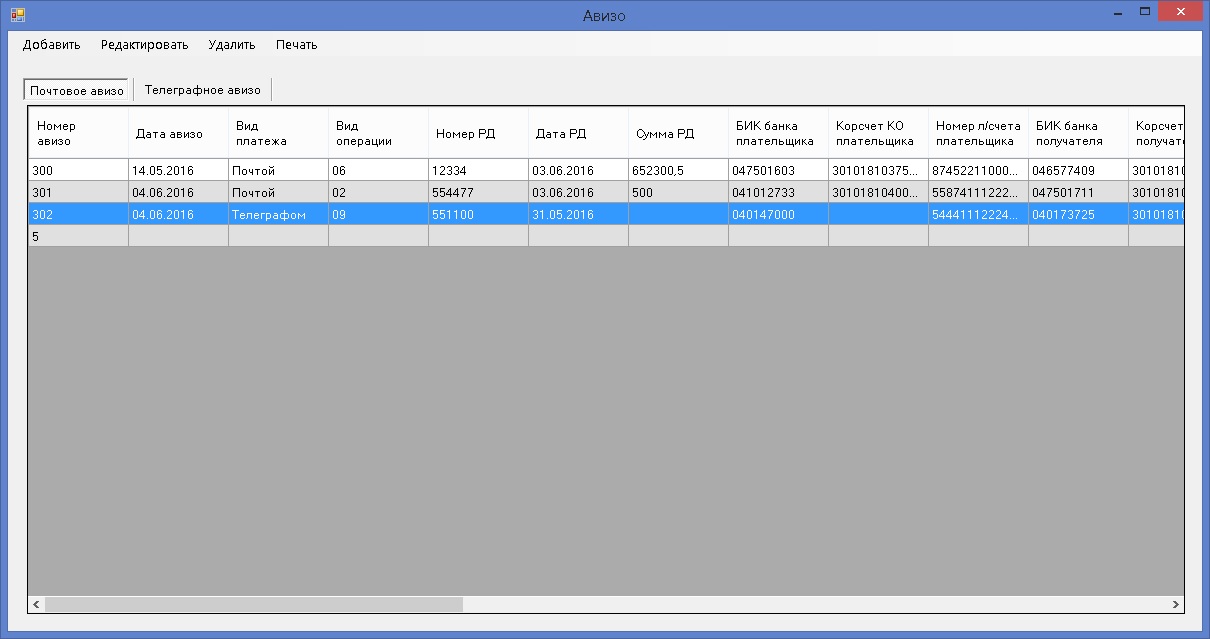 Авизо
Добавить Редактировать Удалить Печать
Почтовое авизо Телеграфное авизо
Номер авизо Дата авизо Вид платежа Вид операции Номер РД Дата РД Сумма РД БИК банка плательщика Корсчет КО плательщика Номер л/счета плательщика БИК банка получателя Корсчет получат
300 14.05.2016 Почтой 06 12334 03.06.2016 652300,5 047501603 30101810375... 87452211000... 046577409 30101810
301 04.06.2016 Почтой 02 554477 03.06.2016 500 041012733 30101810400... 55874111222... 047501711 30101810
302 04.06.2016 Телеграфом 09 551100 31.05.2016 040147000 54441112224... 040173725 30101810
5